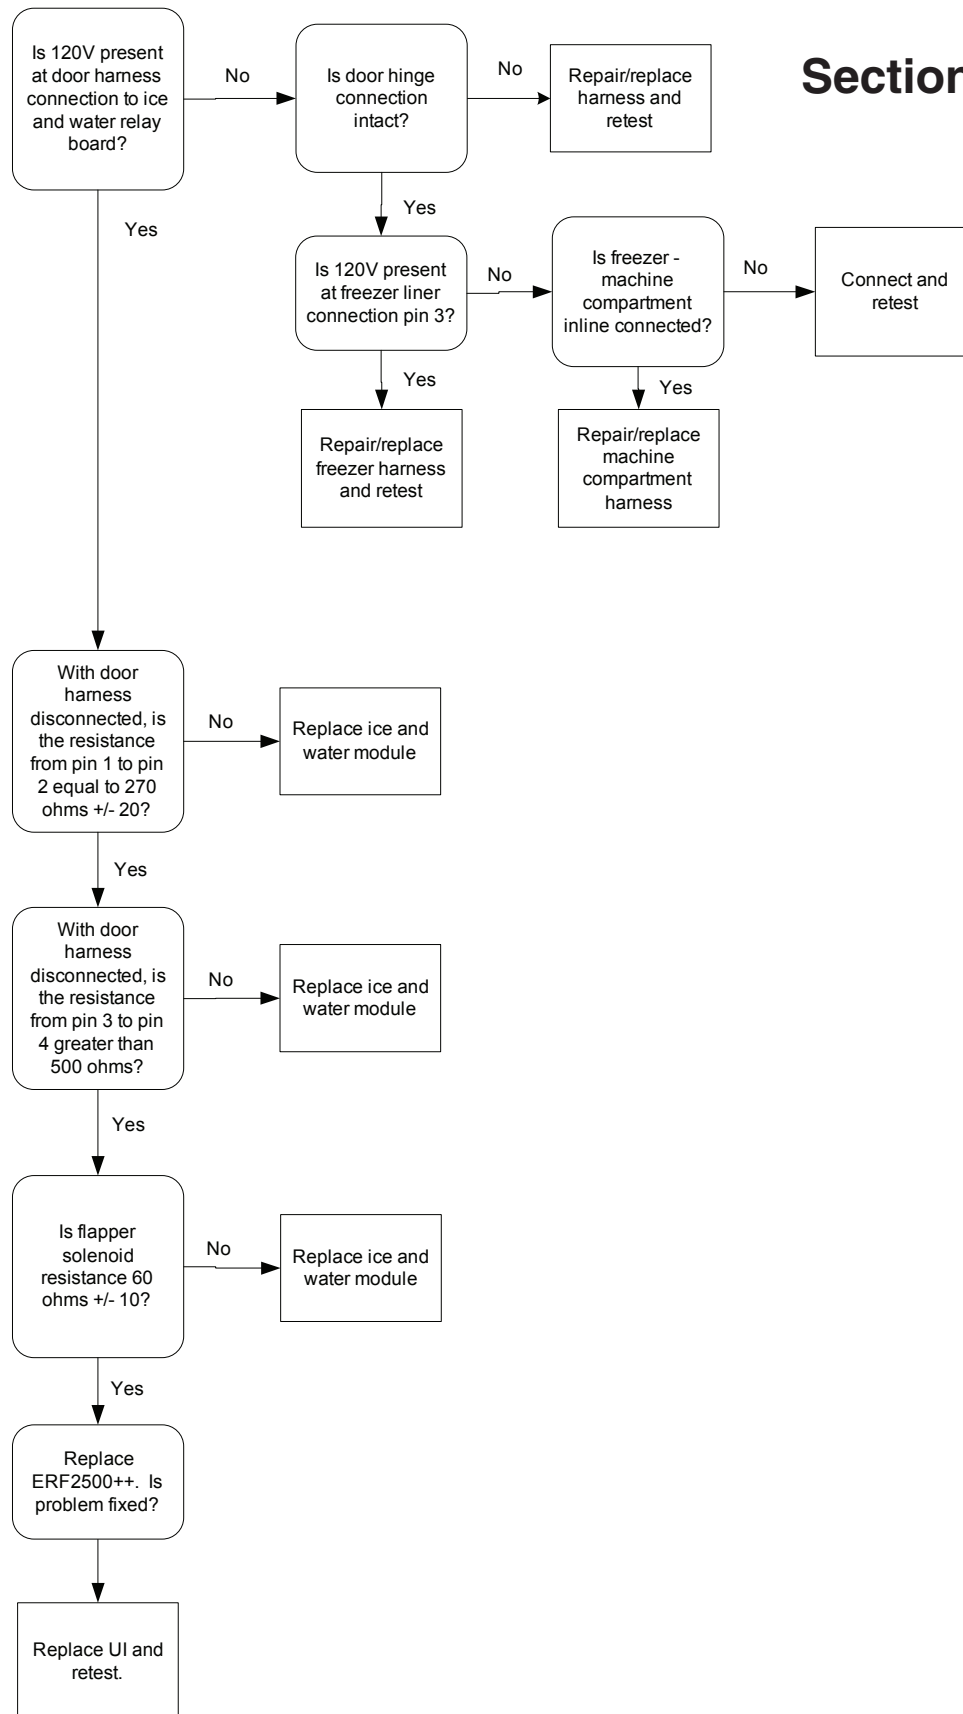 Is 120V present
at door harness
connection to ice
and water relay
board?
No
Is door hinge
connection
intact?
No
Repair/replace
harness and
retest
Section
Yes
Yes
Is 120V present
at freezer liner
connection pin 3?
No
Is freezer -
machine
compartment
inline connected?
No
Connect and
retest
Yes
Yes
Repair/replace
freezer harness
and retest
Repair/replace
machine
compartment
harness
With door
harness
disconnected, is
the resistance
from pin 1 to pin
2 equal to 270
ohms +/- 20?
No
Replace ice and
water module
Yes
With door
harness
disconnected, is
the resistance
from pin 3 to pin
4 greater than
500 ohms?
No
Replace ice and
water module
Yes
Is flapper
solenoid
resistance 60
ohms +/- 10?
No
Replace ice and
water module
Yes
Replace
ERF2500++.  Is
problem fixed?
Replace UI and
retest.